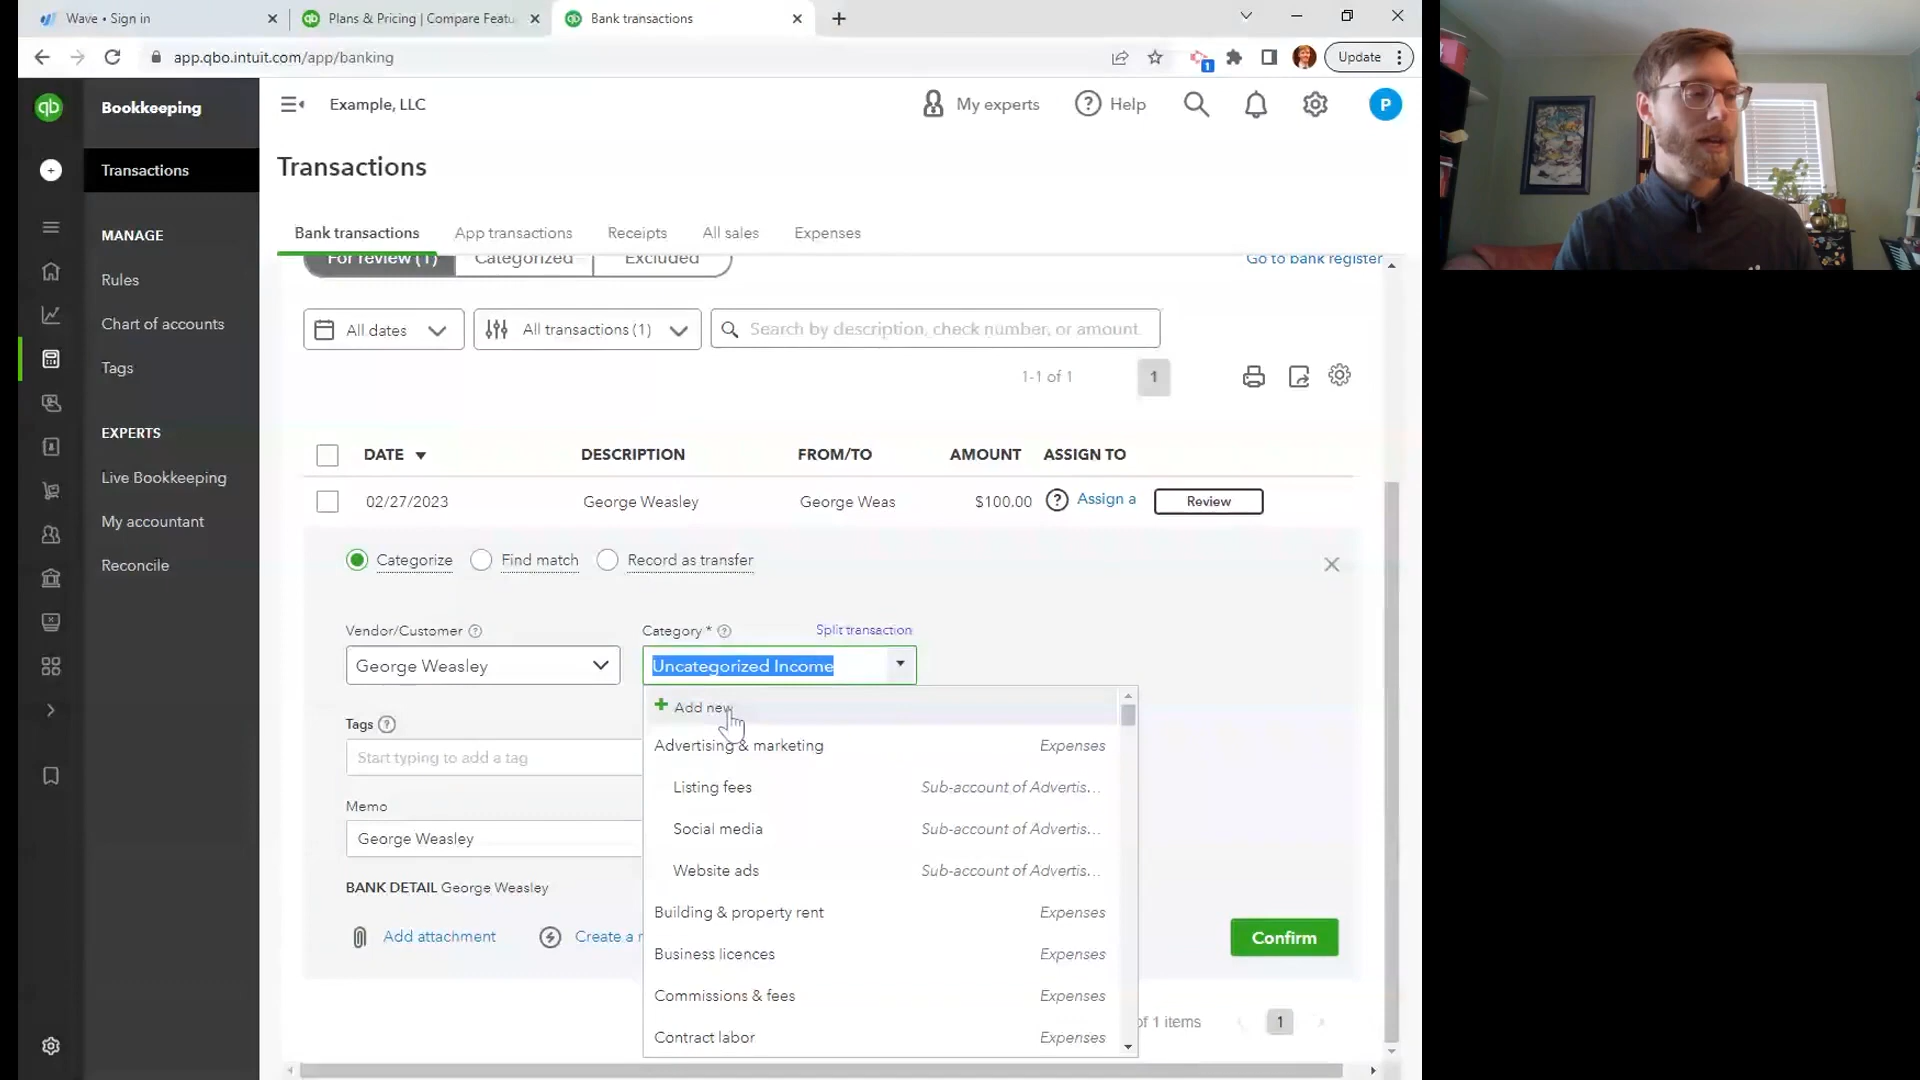 Wave • Sign in
Plans & Pricing | Compare Featu
Bank transactions
app.qbo.intuit.com/app/banking
1
Update
qb
Bookkeeping
Example, LLC
My experts
Help
P
Transactions
Transactions
MANAGE
Rules
Chart of accounts
Tags
EXPERTS
Live Bookkeeping
My accountant
Reconcile
Bank transactions
App transactions
Receipts
All sales
Expenses
For review (1)
Categorized
Excluded
Go to bank register
All dates
All transactions (1)
Search by description, check number, or amount.
1-1 of 1
1
DATE
DESCRIPTION
FROM/TO
AMOUNT
ASSIGN TO
02/27/2023
George Weasley
George Weas
$100.00
Assign a
Review
Categorize
Find match
Record as transfer
Vendor/Customer
Category *
Split transaction
George Weasley
Uncategorized Income
Tags
Start typing to add a tag
Memo
George Weasley
BANK DETAIL George Weasley
Add attachment
Create a r
+ Add new
Advertising & marketing Expenses
Listing fees Sub-account of Advertis...
Social media Sub-account of Advertis...
Website ads Sub-account of Advertis...
Building & property rent Expenses
Business licences Expenses
Commissions & fees Expenses
Contract labor Expenses
Confirm
of 1 items
1